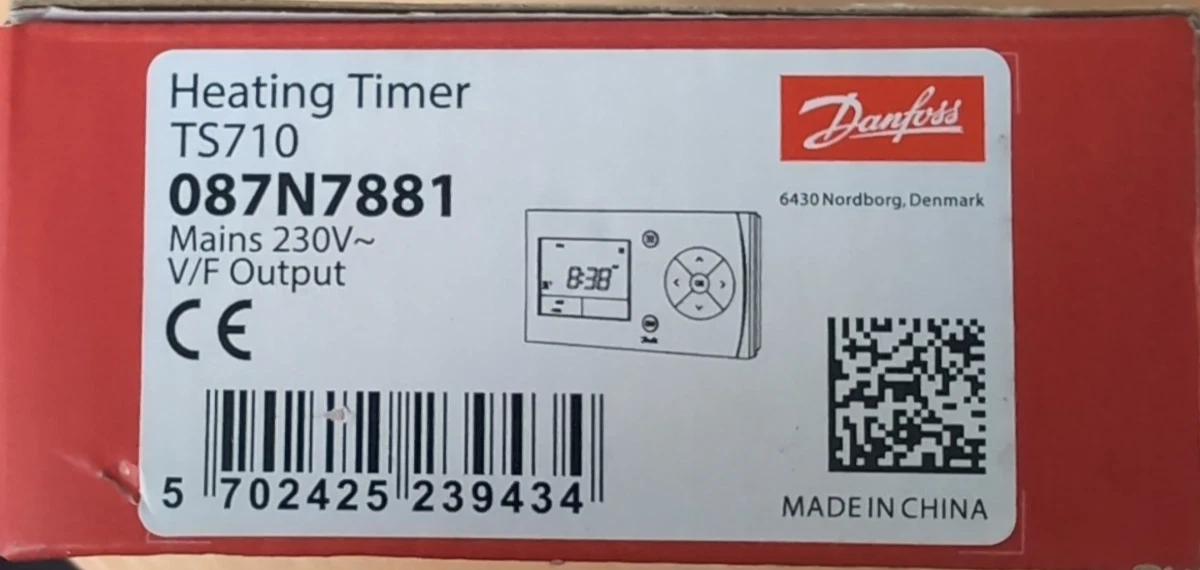 Heating Timer
TS710
087N7881
Mains 230V~
V/F Output
CE
Danfoss
6430 Nordborg, Denmark
8:38
OK
5 702425 239434
MADE IN CHINA